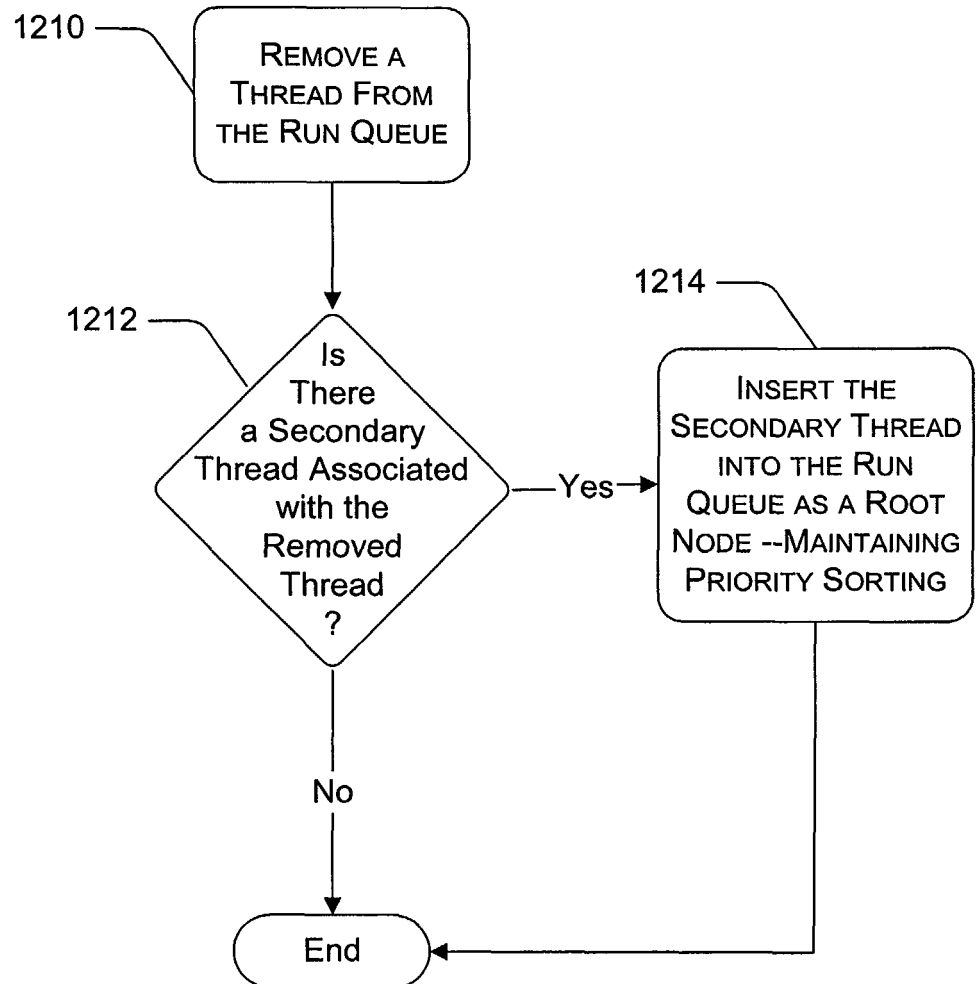 1210
REMOVE A
THREAD FROM
THE RUN QUEUE
1212
Is
There
a Secondary
Thread Associated
with the
Removed
Thread
?
Yes
1214
INSERT THE
SECONDARY THREAD
INTO THE RUN
QUEUE AS A ROOT
NODE --MAINTAINING
PRIORITY SORTING
No
End